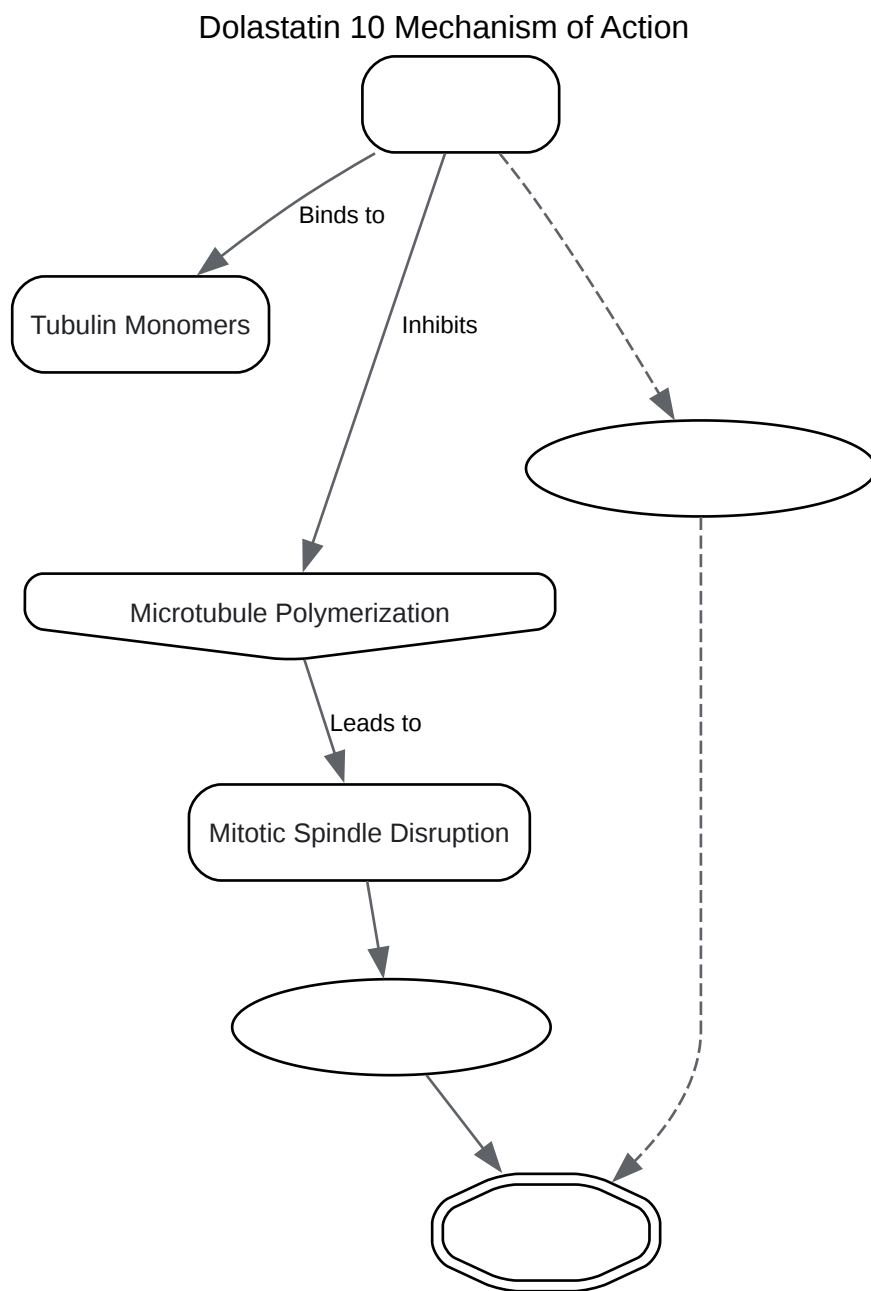 Dolastatin 10 Mechanism of Action
Binds to
Tubulin Monomers
Inhibits
Microtubule Polymerization
Leads to
Mitotic Spindle Disruption